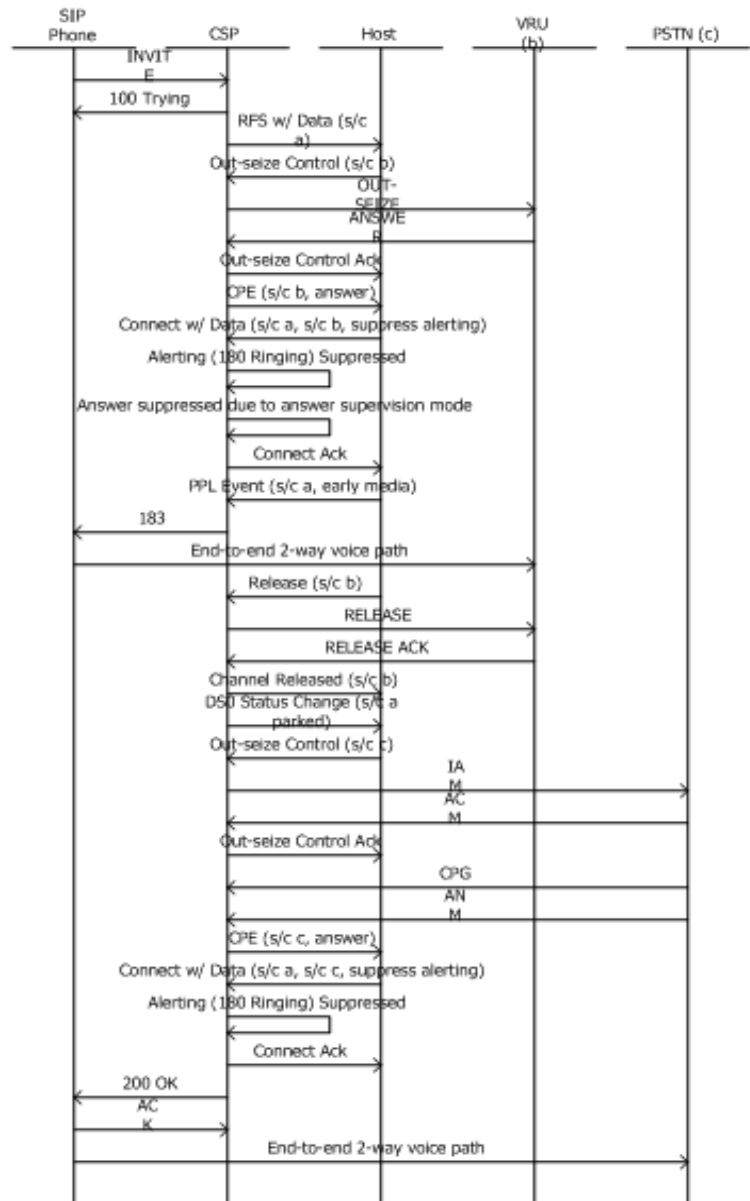 SIP
Phone
CSP
Host
VRU
(b)
PSTN (c)
INVIT
E
100 Trying
RFS w/ Data (s/c
a)
Out-seize Control (s/c b)
OUT-
SEIZE
ANSWE
R
Out-seize Control Ack
CPE (s/c b, answer)
Connect w/ Data (s/c a, s/c b, suppress alerting)
Alerting (180 Ringing) Suppressed
Answer suppressed due to answer supervision mode
Connect Ack
PPL Event (s/c a, early media)
183
End-to-end 2-way voice path
Release (s/c b)
RELEASE
RELEASE ACK
Channel Released (s/c b)
DS0 Status Change (s/c a
parked)
Out-seize Control (s/c c)
IA
M
AC
M
Out-seize Control Ack
CPG
AN
M
CPE (s/c c, answer)
Connect w/ Data (s/c a, s/c c, suppress alerting)
Alerting (180 Ringing) Suppressed
Connect Ack
200 OK
AC
K
End-to-end 2-way voice path